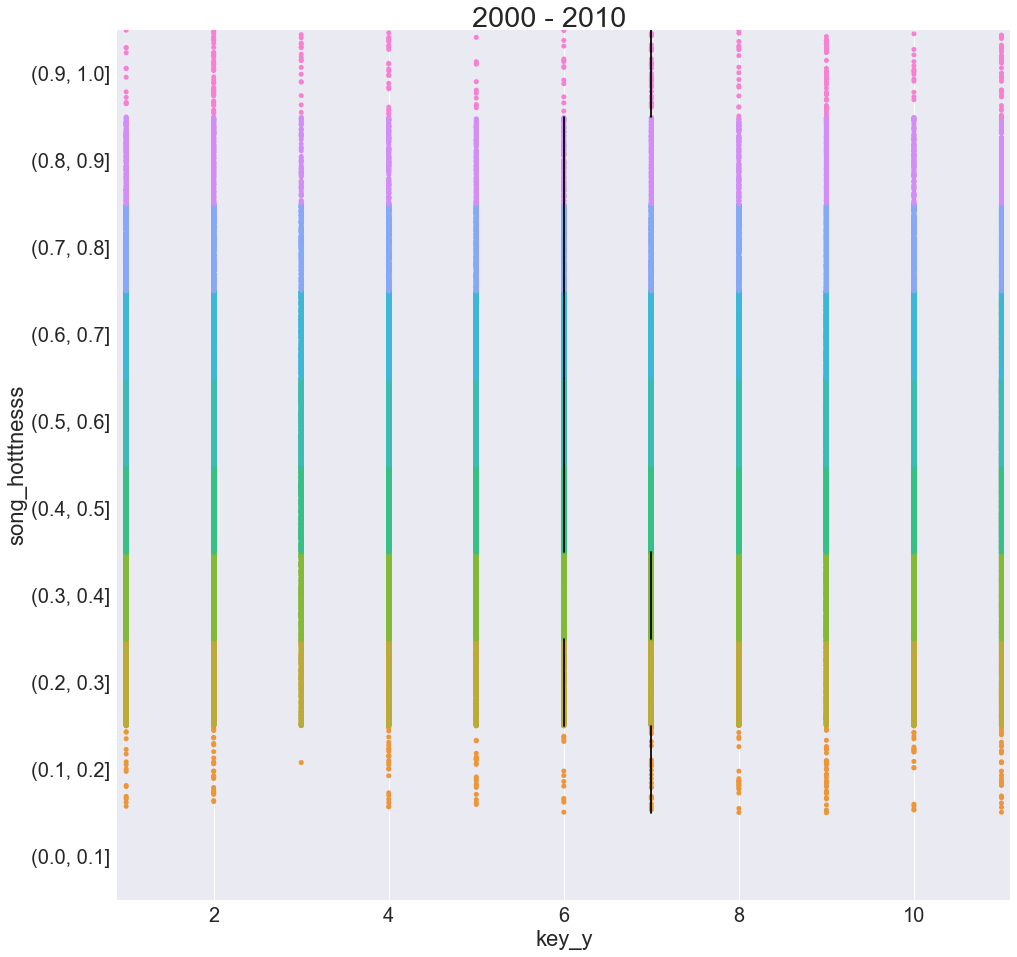 2000 - 2010
(0.9, 1.0]
(0.8, 0.9]
(0.7, 0.8]
(0.6, 0.7]
(0.5, 0.6]
(0.4, 0.5]
(0.3, 0.4]
(0.2, 0.3]
(0.1, 0.2]
(0.0, 0.1]
song_hotttnesss
2 4 6 8 10
key_y